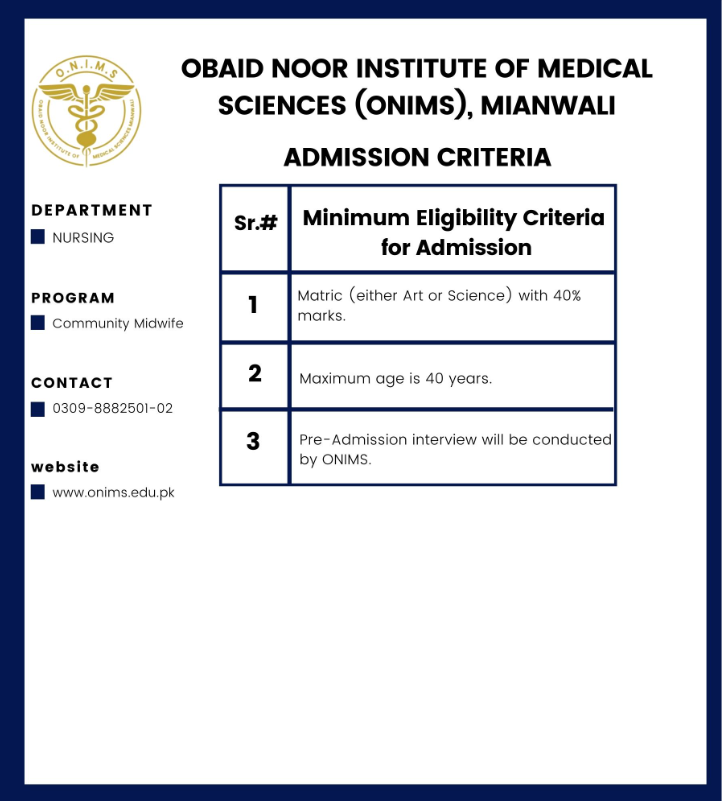 O.N.I.M.S
OBAID NOOR INSTITUTE OF MEDICAL SCIENCES MIANWALI
OBAID NOOR INSTITUTE OF MEDICAL
SCIENCES (ONIMS), MIANWALI
ADMISSION CRITERIA
DEPARTMENT
NURSING
PROGRAM
Community Midwife
CONTACT
0309-8882501-02
website
www.onims.edu.pk
Sr.# Minimum Eligibility Criteria
for Admission
1 Matric (either Art or Science) with 40%
marks.
2 Maximum age is 40 years.
3 Pre-Admission interview will be conducted
by ONIMS.